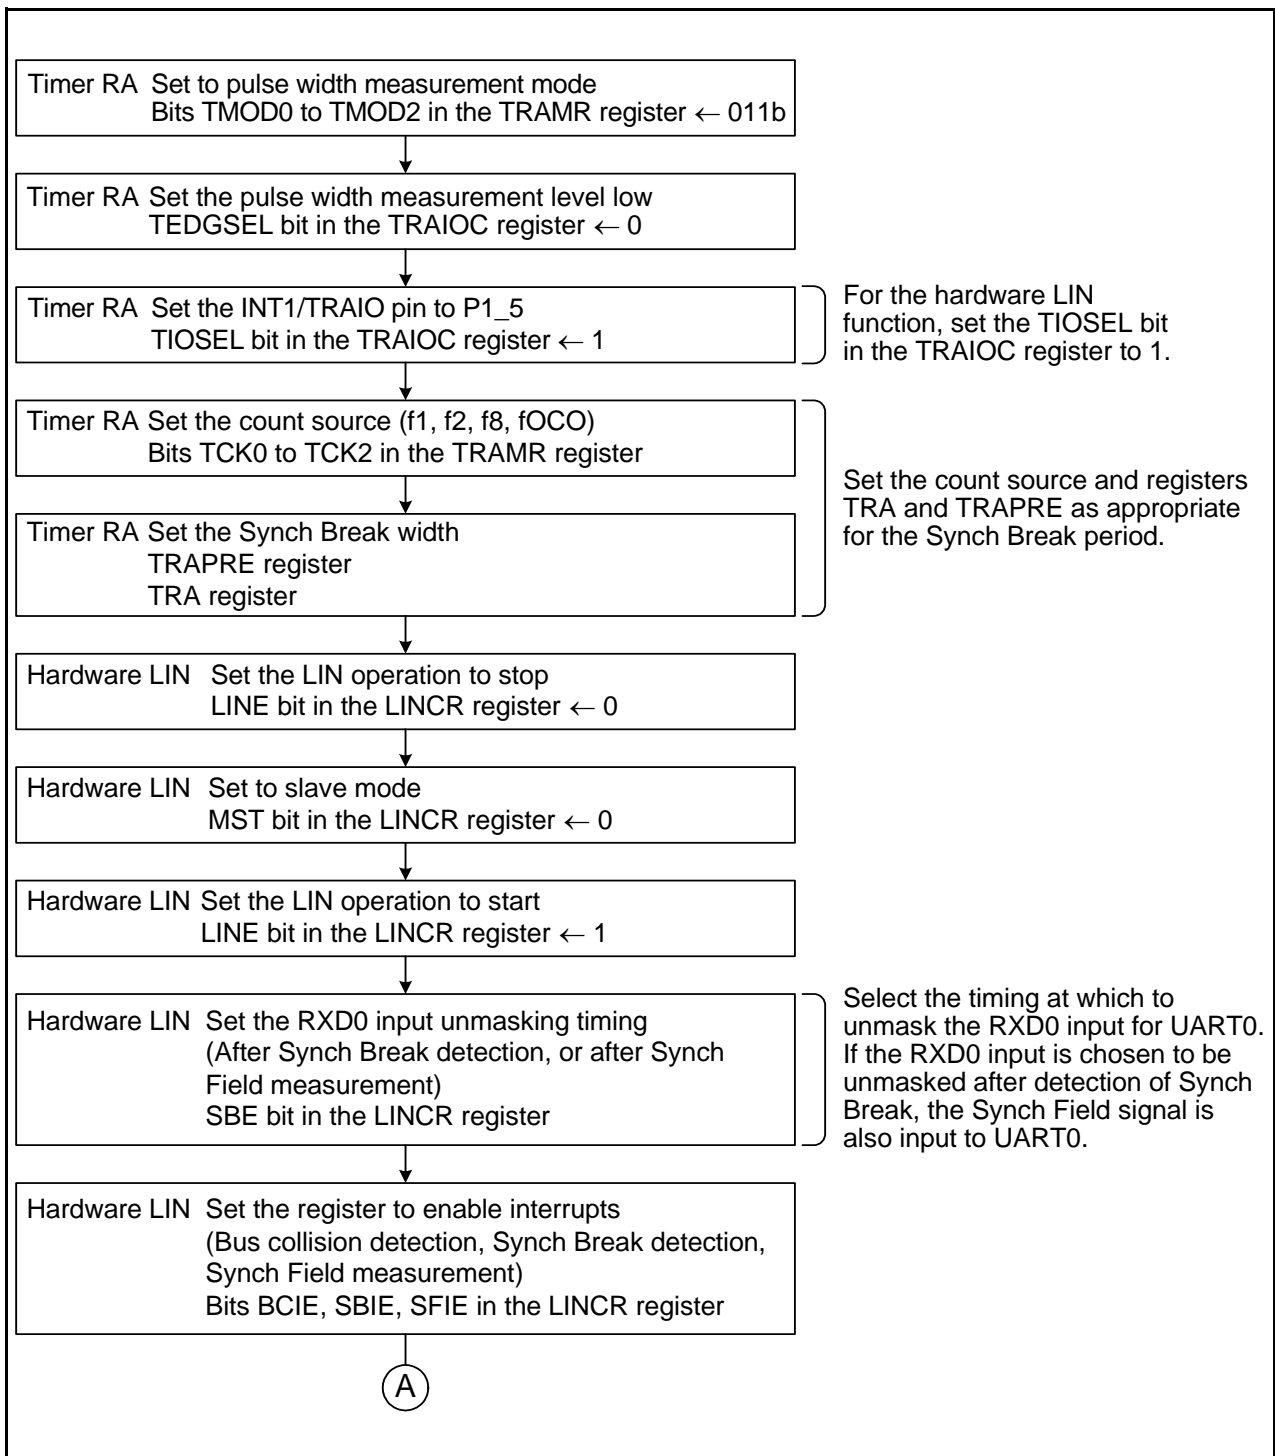 Timer RA Set to pulse width measurement mode
Bits TMOD0 to TMOD2 in the TRAMR register ← 011b
Timer RA Set the pulse width measurement level low
TEDGSEL bit in the TRAIOC register ← 0
Timer RA Set the INT1/TRAIO pin to P1_5
TIOSEL bit in the TRAIOC register ← 1
For the hardware LIN
function, set the TIOSEL bit
in the TRAIOC register to 1.
Timer RA Set the count source (f1, f2, f8, fOCO)
Bits TCK0 to TCK2 in the TRAMR register
Timer RA Set the Synch Break width
TRAPRE register
TRA register
Set the count source and registers
TRA and TRAPRE as appropriate
for the Synch Break period.
Hardware LIN Set the LIN operation to stop
LINE bit in the LINCR register ← 0
Hardware LIN Set to slave mode
MST bit in the LINCR register ← 0
Hardware LIN Set the LIN operation to start
LINE bit in the LINCR register ← 1
Hardware LIN Set the RXD0 input unmasking timing
(After Synch Break detection, or after Synch
Field measurement)
SBE bit in the LINCR register
Select the timing at which to
unmask the RXD0 input for UART0.
If the RXD0 input is chosen to be
unmasked after detection of Synch
Break, the Synch Field signal is
also input to UART0.
Hardware LIN Set the register to enable interrupts
(Bus collision detection, Synch Break detection,
Synch Field measurement)
Bits BCIE, SBIE, SFIE in the LINCR register
A